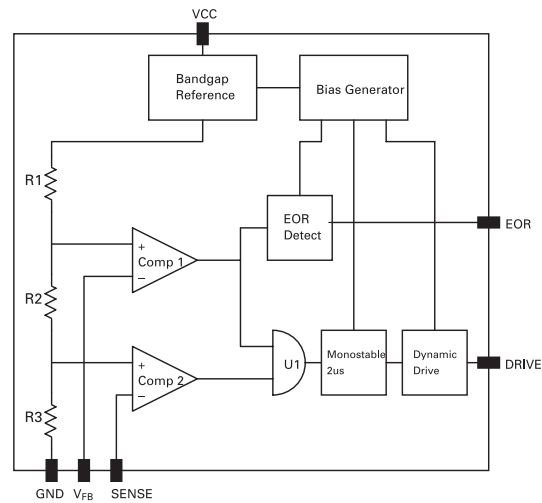 VCC
Bandgap
Reference
Bias Generator
R1
EOR
Detect
EOR
+
Comp 1
−
R2
U1
Monostable
2us
Dynamic
Drive
DRIVE
+
Comp 2
−
R3
GND
VFB
SENSE